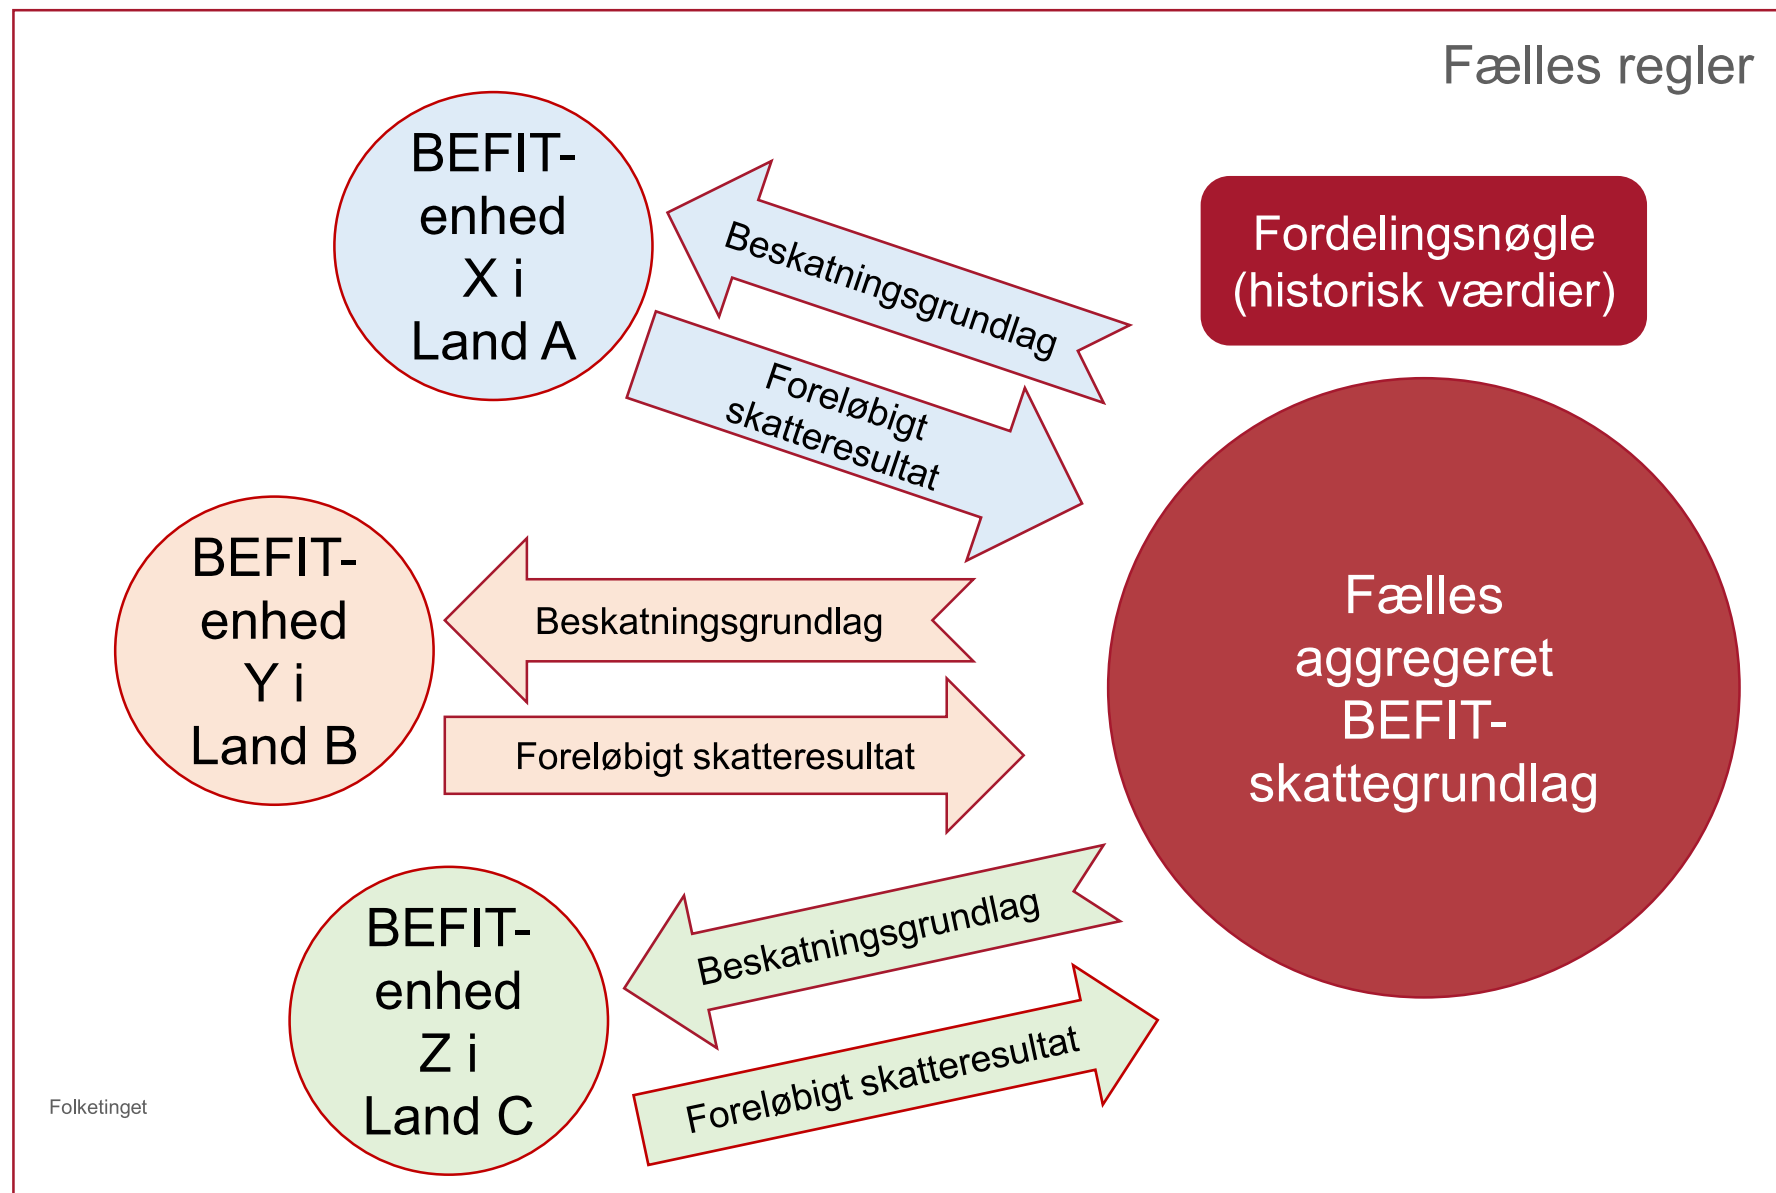 Fælles regler
BEFIT-
enhed
X i
Land A
Beskatningsgrundlag
Foreløbigt
skatteresultat
Fordelingsnøgle
(historisk værdier)
BEFIT-
enhed
Y i
Land B
Beskatningsgrundlag
Foreløbigt skatteresultat
Fælles
aggregeret
BEFIT-
skattegrundlag
BEFIT-
enhed
Z i
Land C
Beskatningsgrundlag
Foreløbigt skatteresultat
Folketinget